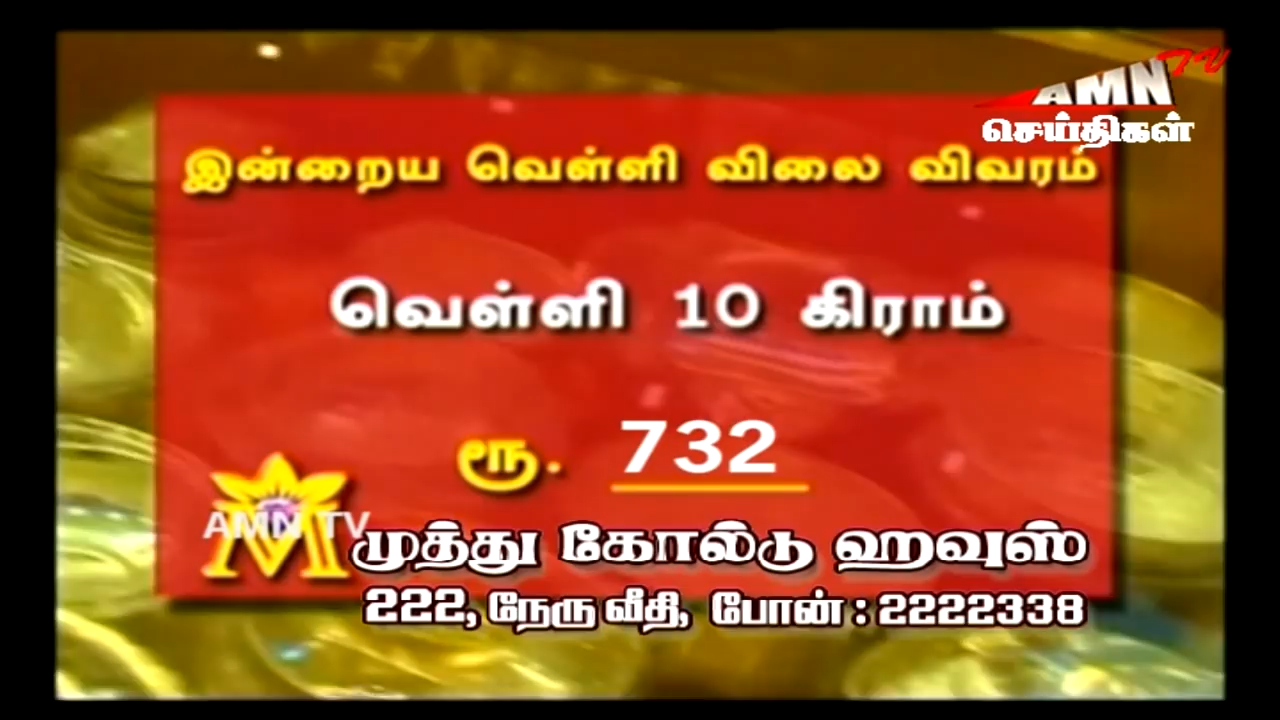 AMN TV
செய்திகள்
இன்றைய வெள்ளி விலை விவரம்
வெள்ளி 10 கிராம்
ரூ. 732
AMN TV
M முத்து கோல்டு ஹவுஸ்
222, நேரு வீதி, போன் : 2222338